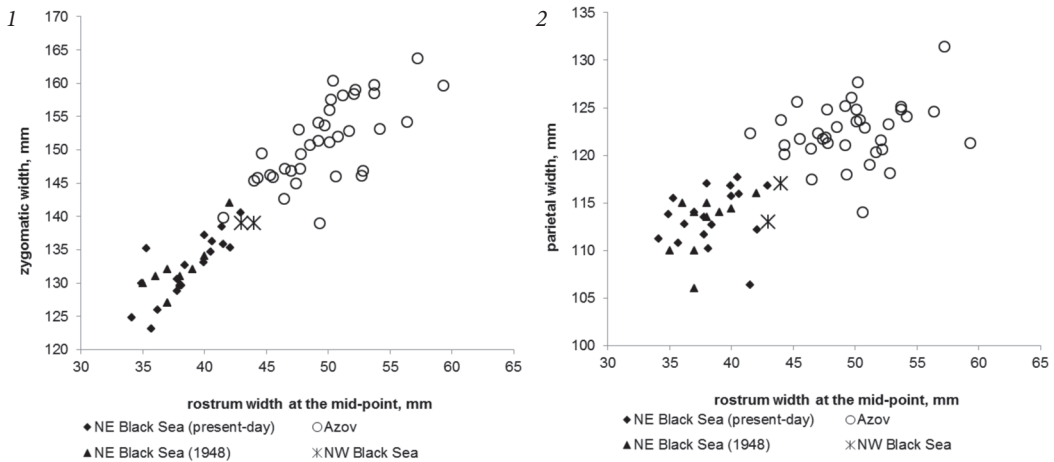 1
170
165
160
155
150
145
140
135
130
125
120
30 35 40 45 50 55 60 65
zygomatic width, mm
rostrum width at the mid-point, mm
◆ NE Black Sea (present-day) ○ Azov
▲ NE Black Sea (1948) ж NW Black Sea
2
135
130
125
120
115
110
105
100
30 35 40 45 50 55 60 65
parietal width, mm
rostrum width at the mid-point, mm
◆ NE Black Sea (present-day) ○ Azov
▲ NE Black Sea (1948) ж NW Black Sea